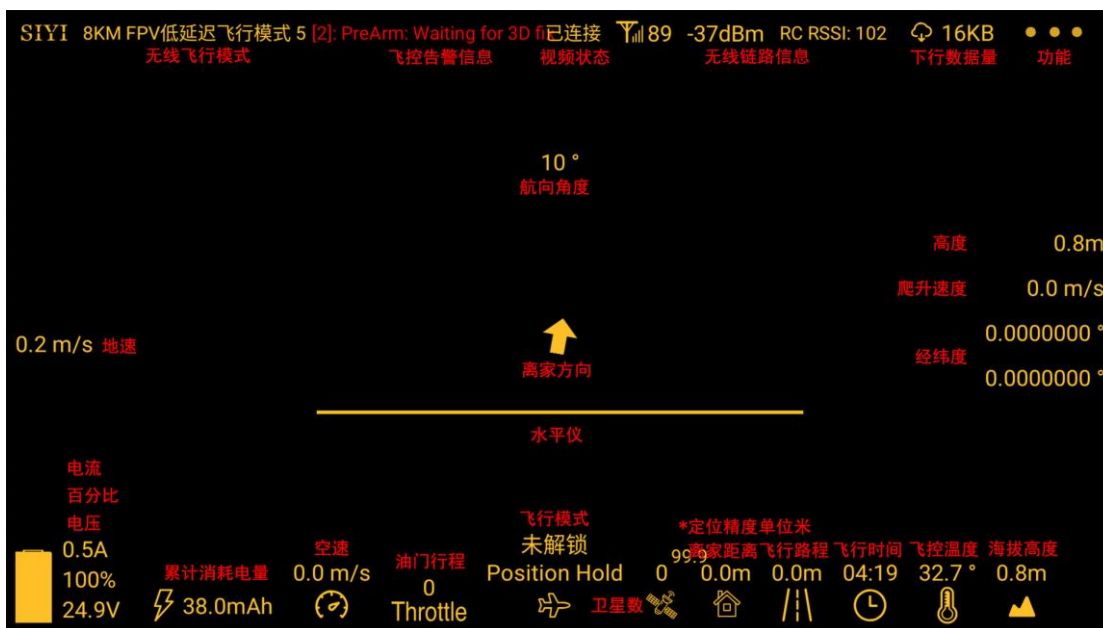 SIYI 8KM FPV低延迟飞行模式 5 [2]: PreArm: Waiting for 3D fix已连接 89 -37dBm RC RSSI: 102 16KB
无线飞行模式 飞控告警信息 视频状态 无线链路信息 下行数据量 功能
10 °
航向角度
高度 0.8m
爬升速度 0.0 m/s
0.2 m/s 地速
经纬度
0.0000000 °
0.0000000 °
离家方向
水平仪
电流
百分比
电压
0.5A
100%
24.9V
累计消耗电量
38.0mAh
空速
0.0 m/s
油门行程
0
Throttle
飞行模式
未解锁
Position Hold
*定位精度单位米
99.9
卫星数
0
离家距离 飞行路程 飞行时间 飞控温度 海拔高度
0.0m 0.0m 04:19 32.7 ° 0.8m